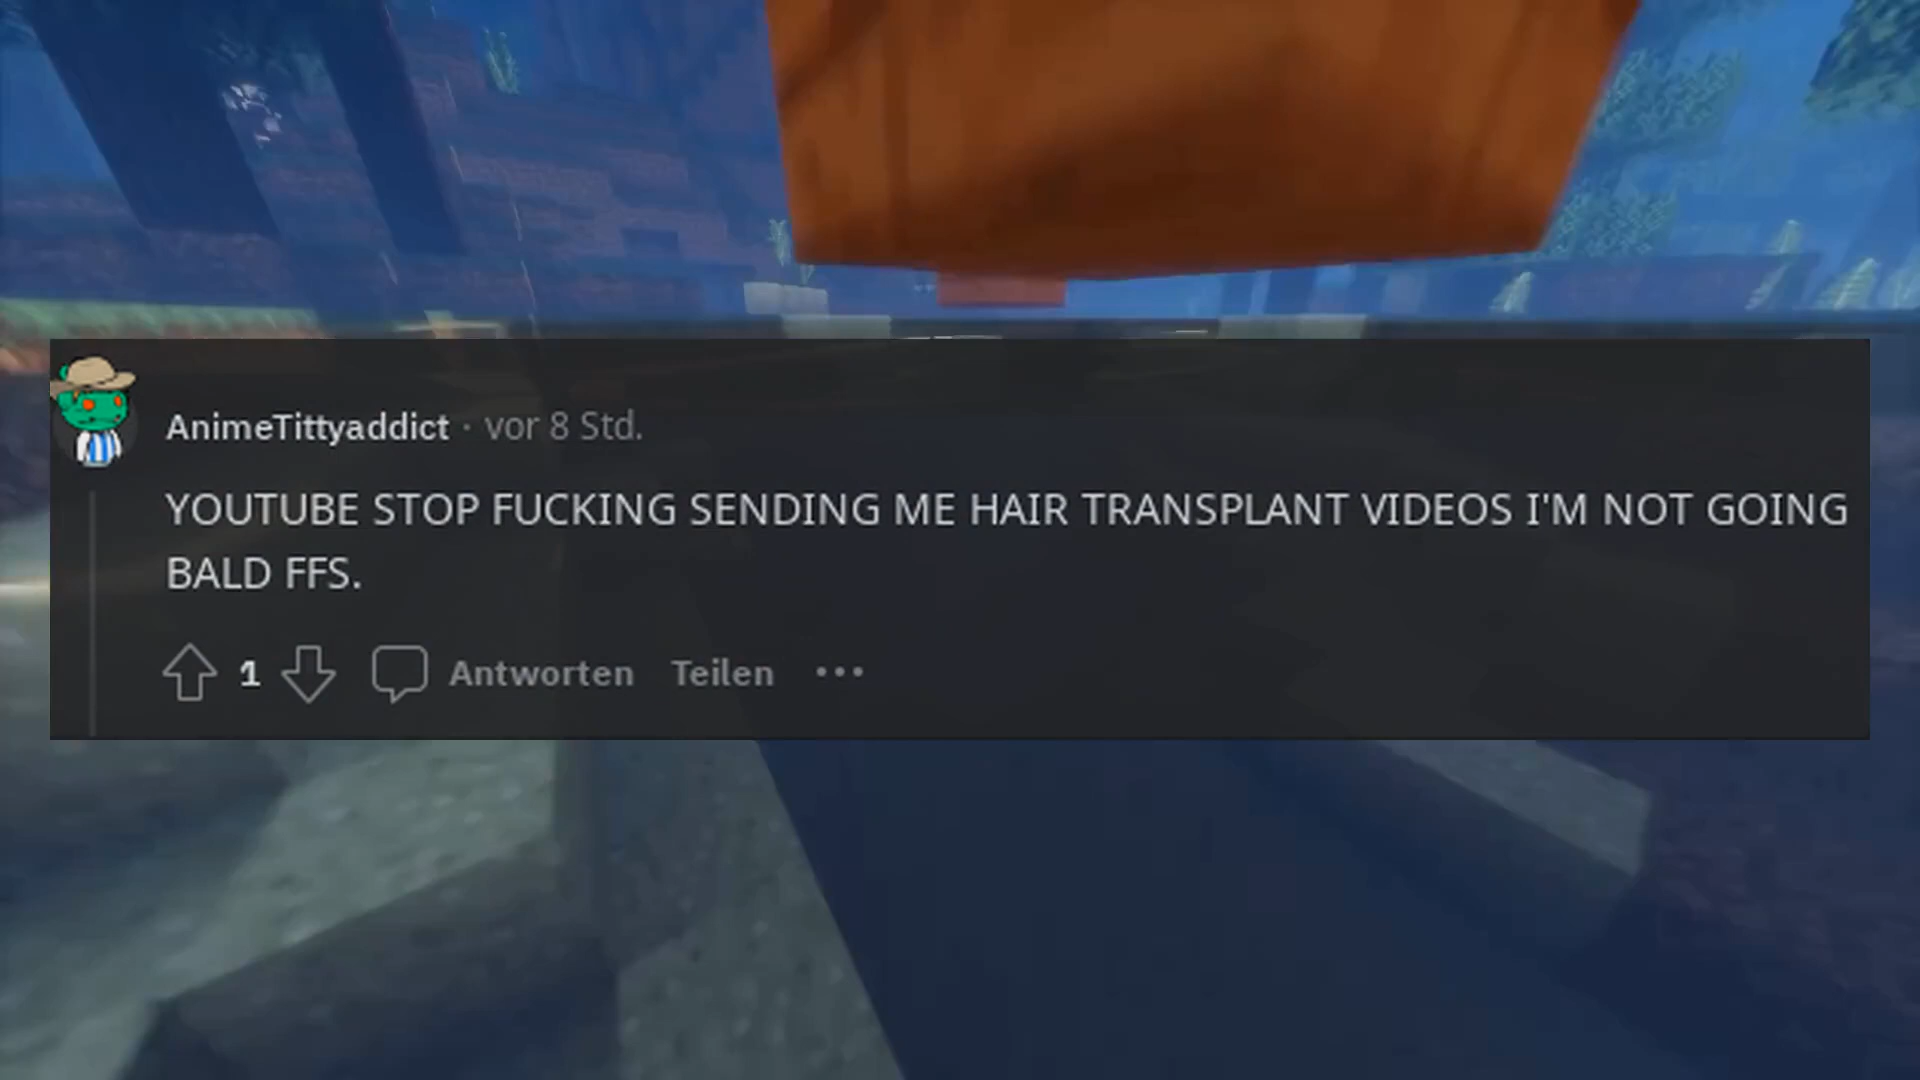 AnimeTittyaddict · vor 8 Std.
YOUTUBE STOP FUCKING SENDING ME HAIR TRANSPLANT VIDEOS I'M NOT GOING
BALD FFS.
1 Antworten Teilen •••